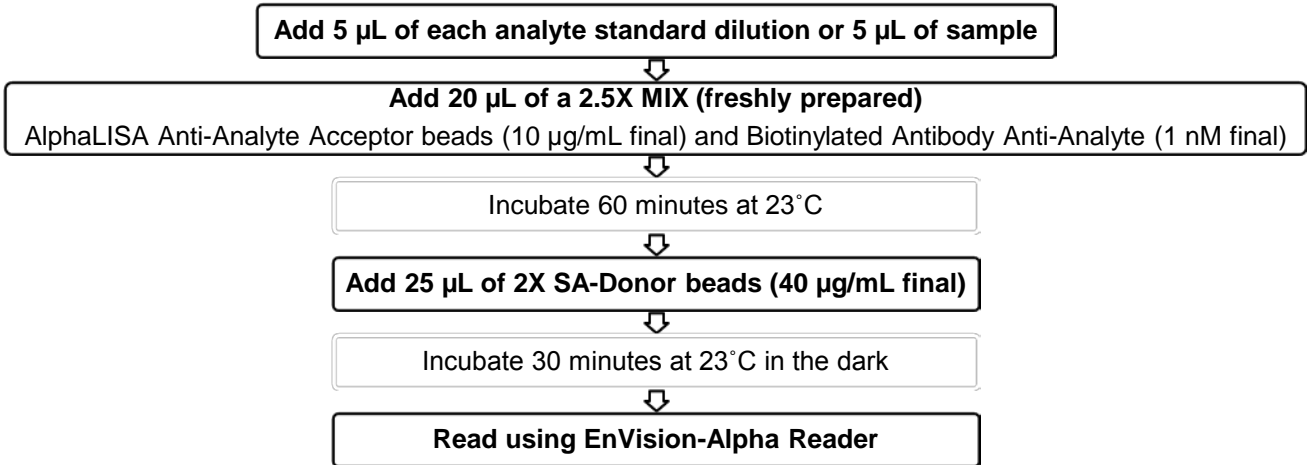 Add 5 µL of each analyte standard dilution or 5 µL of sample
Add 20 µL of a 2.5X MIX (freshly prepared)
AlphaLISA Anti-Analyte Acceptor beads (10 µg/mL final) and Biotinylated Antibody Anti-Analyte (1 nM final)
Incubate 60 minutes at 23˚C
Add 25 µL of 2X SA-Donor beads (40 µg/mL final)
Incubate 30 minutes at 23˚C in the dark
Read using EnVision-Alpha Reader